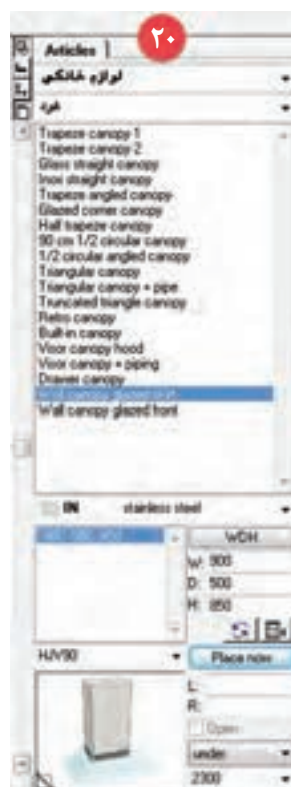 ۲۰
Articles
لوازم خانگی
هود
Trapeze canopy 1
Trapeze canopy 2
Glass straight canopy
Inox straight canopy
Trapeze angled canopy
Glazed corner canopy
Half trapeze canopy
90 cm 1/2 circular canopy
1/2 circular angled canopy
Triangular canopy
Triangular canopy + pipe
Truncated triangle canopy
Retro canopy
Built-in canopy
Visor canopy hood
Visor canopy + piping
Drawer canopy
Wall canopy glazed
Wall canopy glazed front
IN stainless steel
WDH
W: 900
D: 500
H: 850
HJV90
Place now
L:
R:
Open
under
2300